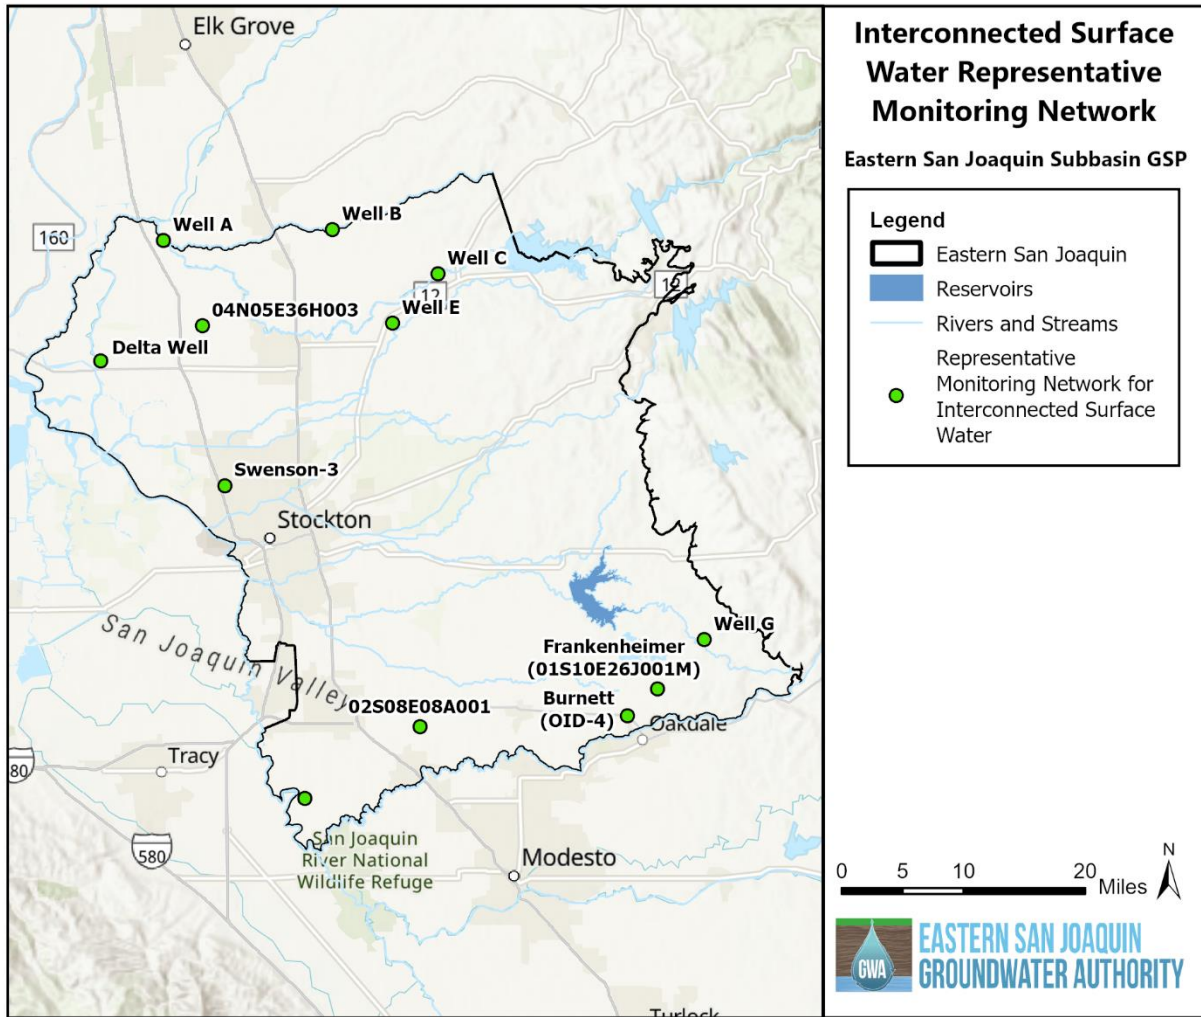 Elk Grove
160
Well A
Well B
Well C
12
12
04N05E36H003
Well E
Delta Well
Swenson-3
Stockton
San Joaquin Valley
Well G
Frankenheimer
(01S10E26J001M)
Burnett
(OID-4)
Oakdale
02S08E08A001
Tracy
80
580
San Joaquin
River National
Wildlife Refuge
Modesto
Turlock
Interconnected Surface
Water Representative
Monitoring Network
Eastern San Joaquin Subbasin GSP
Legend
Eastern San Joaquin
Reservoirs
Rivers and Streams
Representative
Monitoring Network for
Interconnected Surface
Water
0 5 10 20
Miles
N
GWA
EASTERN SAN JOAQUIN
GROUNDWATER AUTHORITY